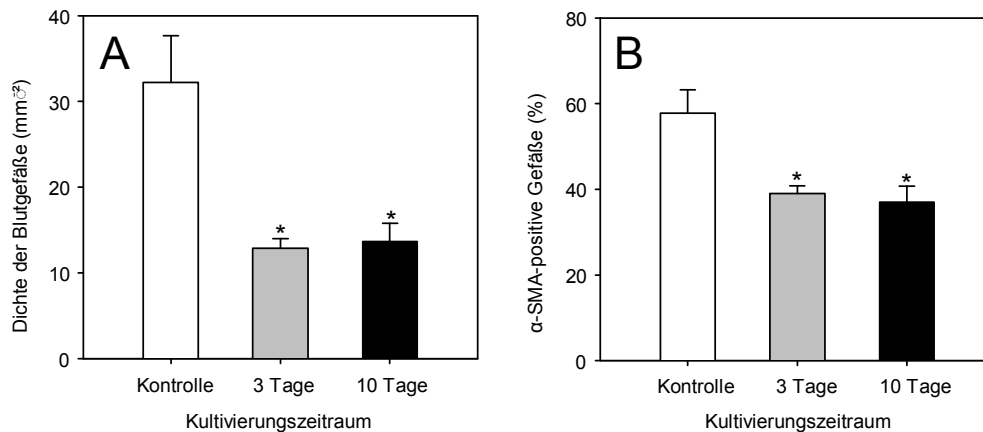 A
Dichte der Blutgefäße (mm⁻²)
40
30
20
10
0
*
*
Kontrolle 3 Tage 10 Tage
Kultivierungszeitraum
B
α-SMA-positive Gefäße (%)
80
60
40
20
0
*
*
Kontrolle 3 Tage 10 Tage
Kultivierungszeitraum